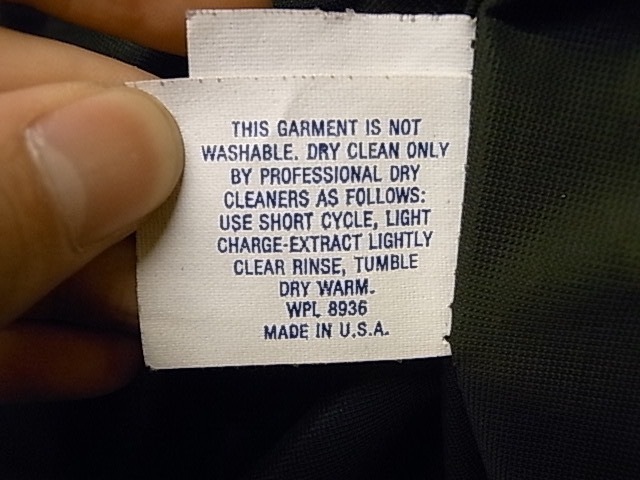 THIS GARMENT IS NOT
WASHABLE. DRY CLEAN ONLY
BY PROFESSIONAL DRY
CLEANERS AS FOLLOWS:
USE SHORT CYCLE, LIGHT
CHARGE-EXTRACT LIGHTLY
CLEAR RINSE, TUMBLE
DRY WARM.
WPL 8936
MADE IN U.S.A.